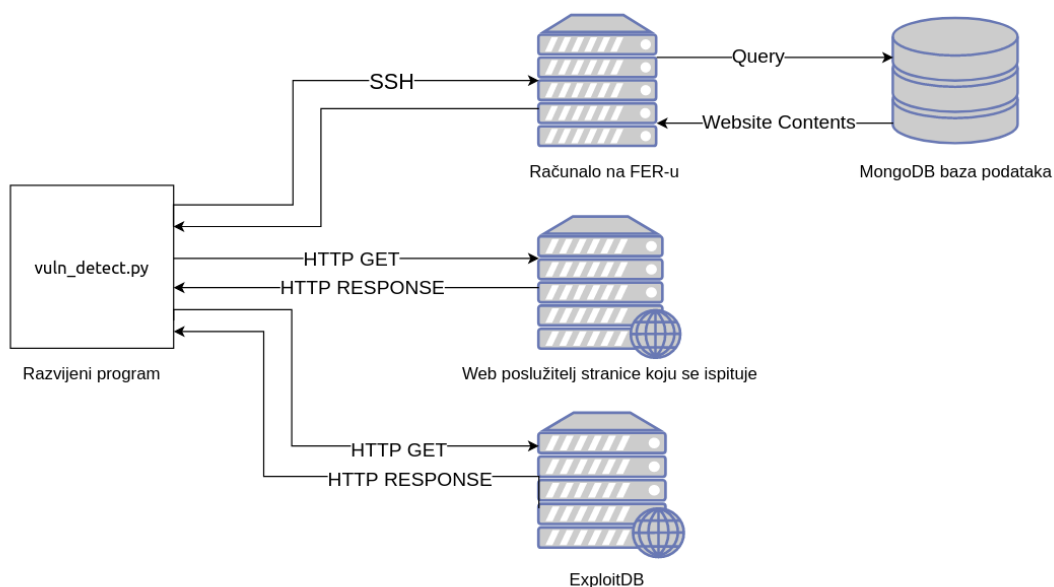 SSH
Query
Website Contents
Računalo na FER-u
MongoDB baza podataka
vuln_detect.py
Razvijeni program
HTTP GET
HTTP RESPONSE
Web poslužitelj stranice koju se ispituje
HTTP GET
HTTP RESPONSE
ExploitDB